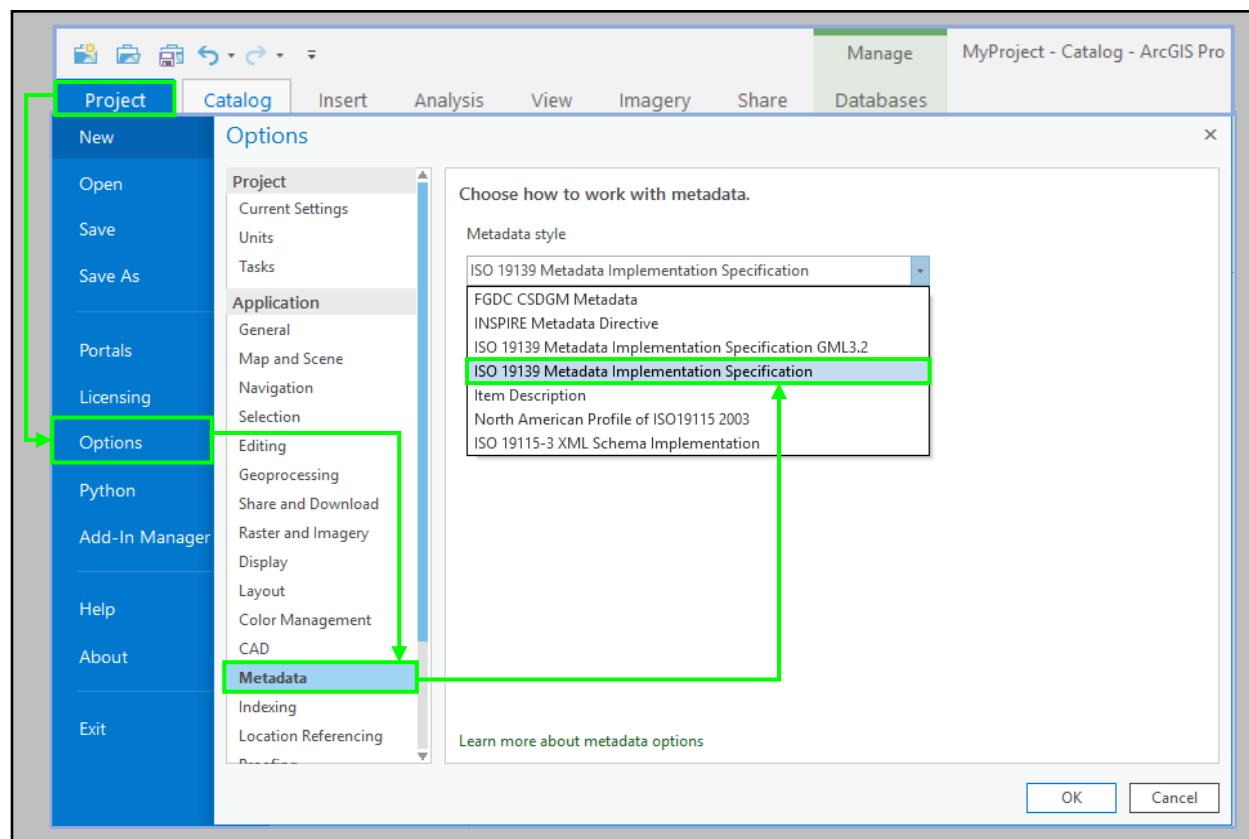 Manage
MyProject - Catalog - ArcGIS Pro
Project
Catalog
Insert
Analysis
View
Imagery
Share
Databases
New
Open
Save
Save As
Portals
Licensing
Options
Python
Add-In Manager
Help
About
Exit
Options
Project
Current Settings
Units
Tasks
Application
General
Map and Scene
Navigation
Selection
Editing
Geoprocessing
Share and Download
Raster and Imagery
Display
Layout
Color Management
CAD
Metadata
Indexing
Location Referencing
Choose how to work with metadata.
Metadata style
ISO 19139 Metadata Implementation Specification
FGDC CSDGM Metadata
INSPIRE Metadata Directive
ISO 19139 Metadata Implementation Specification GML3.2
ISO 19139 Metadata Implementation Specification
Item Description
North American Profile of ISO19115 2003
ISO 19115-3 XML Schema Implementation
Learn more about metadata options
OK
Cancel